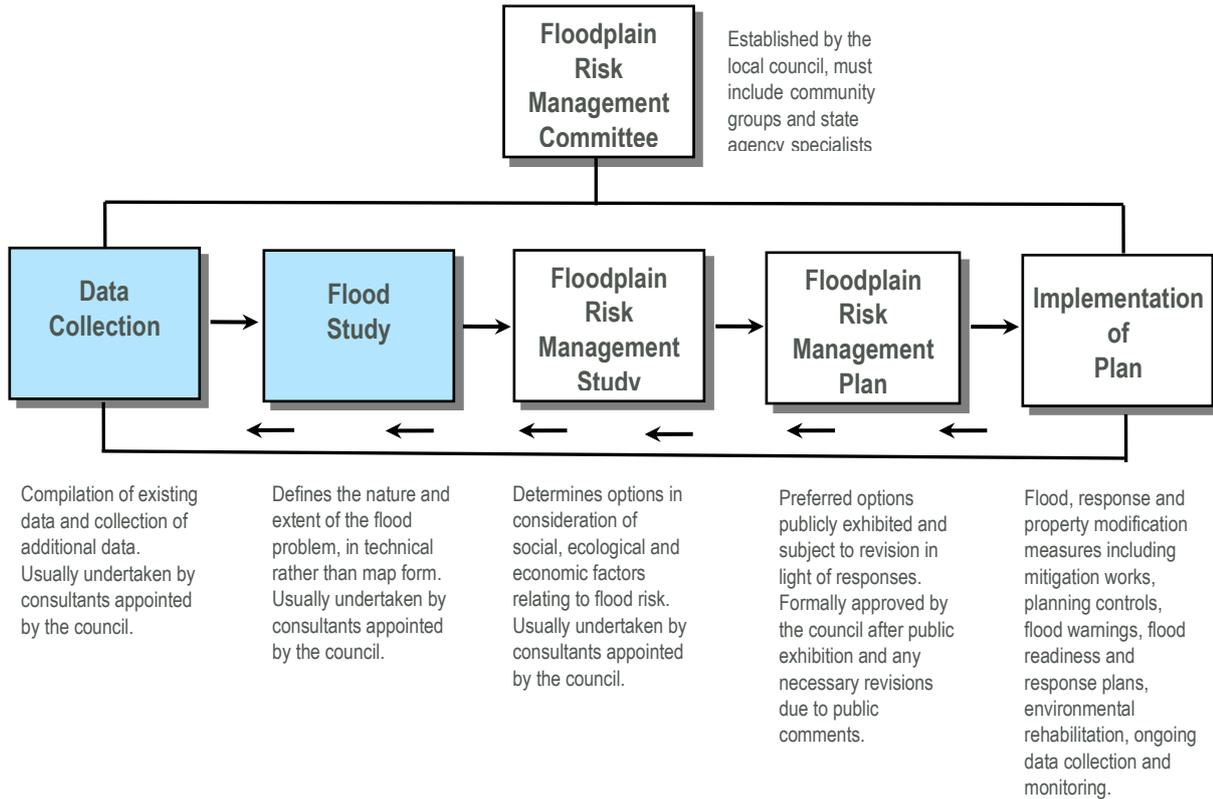 Floodplain
Risk
Management
Committee
Established by the
local council, must
include community
groups and state
agency specialists
Data
Collection
Flood
Study
Floodplain
Risk
Management
Study
Floodplain
Risk
Management
Plan
Implementation
of
Plan
Compilation of existing
data and collection of
additional data.
Usually undertaken by
consultants appointed
by the council.
Defines the nature and
extent of the flood
problem, in technical
rather than map form.
Usually undertaken by
consultants appointed
by the council.
Determines options in
consideration of
social, ecological and
economic factors
relating to flood risk.
Usually undertaken by
consultants appointed
by the council.
Preferred options
publicly exhibited and
subject to revision in
light of responses.
Formally approved by
the council after public
exhibition and any
necessary revisions
due to public
comments.
Flood, response and
property modification
measures including
mitigation works,
planning controls,
flood warnings, flood
readiness and
response plans,
environmental
rehabilitation, ongoing
data collection and
monitoring.